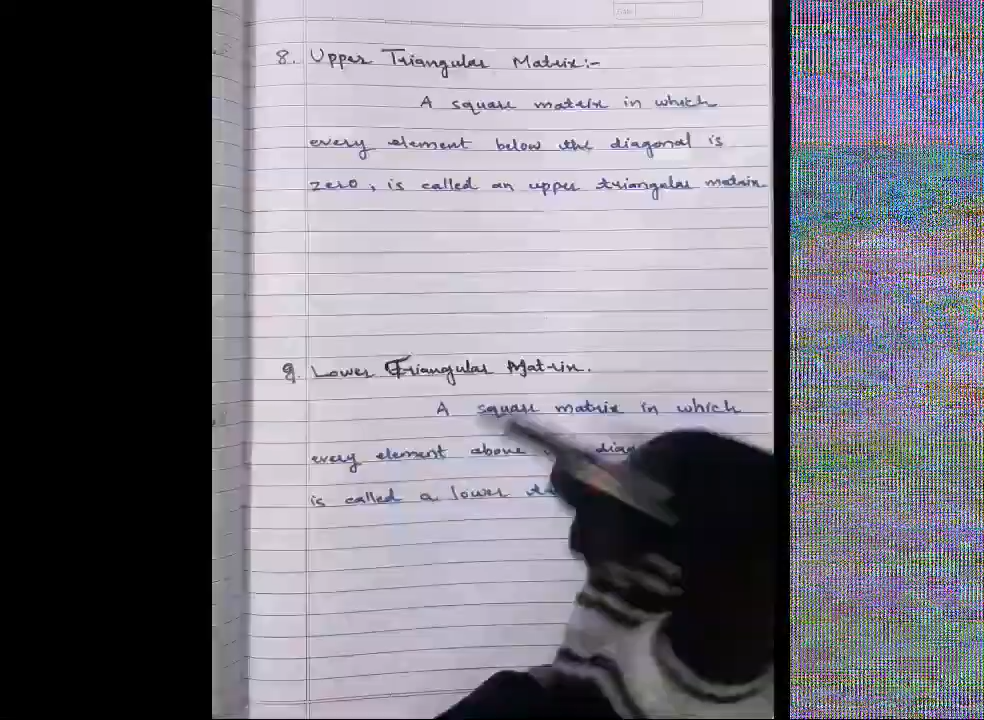 8. Upper Triangular Matrix:-
A square matrix in which
every element below the diagonal is
zero, is called an upper triangular matrix
9. Lower Triangular Matrix.
A square matrix in which
every element above
is called a lower